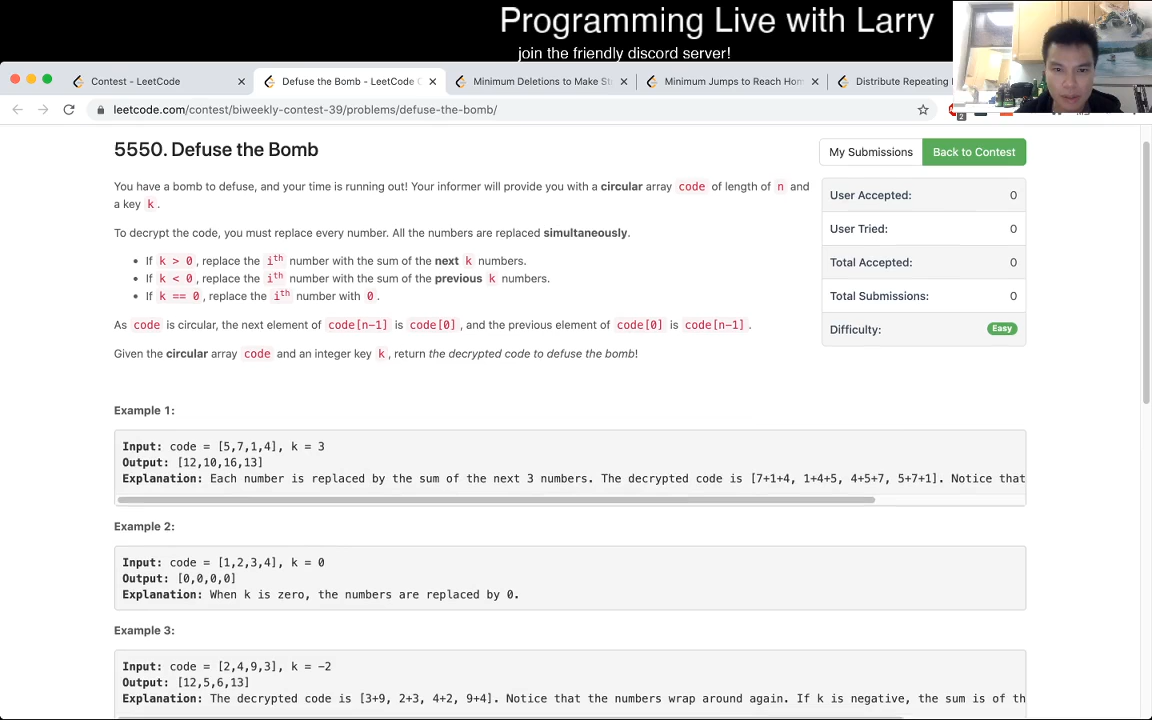 Programming Live with Larry
join the friendly discord server!
Contest - LeetCode
Defuse the Bomb - LeetCode C
Minimum Deletions to Make St
Minimum Jumps to Reach Hom
Distribute Repeating I
leetcode.com/contest/biweekly-contest-39/problems/defuse-the-bomb/
2
5550. Defuse the Bomb
My Submissions
Back to Contest
You have a bomb to defuse, and your time is running out! Your informer will provide you with a circular array code of length of n and
a key k.
User Accepted: 0
User Tried: 0
Total Accepted: 0
Total Submissions: 0
Difficulty: Easy
To decrypt the code, you must replace every number. All the numbers are replaced simultaneously.
• If k > 0, replace the ith number with the sum of the next k numbers.
• If k < 0, replace the ith number with the sum of the previous k numbers.
• If k == 0, replace the ith number with 0.
As code is circular, the next element of code[n-1] is code[0], and the previous element of code[0] is code[n-1].
Given the circular array code and an integer key k, return the decrypted code to defuse the bomb!
Example 1:
Input: code = [5,7,1,4], k = 3
Output: [12,10,16,13]
Explanation: Each number is replaced by the sum of the next 3 numbers. The decrypted code is [7+1+4, 1+4+5, 4+5+7, 5+7+1]. Notice that
Example 2:
Input: code = [1,2,3,4], k = 0
Output: [0,0,0,0]
Explanation: When k is zero, the numbers are replaced by 0.
Example 3:
Input: code = [2,4,9,3], k = -2
Output: [12,5,6,13]
Explanation: The decrypted code is [3+9, 2+3, 4+2, 9+4]. Notice that the numbers wrap around again. If k is negative, the sum is of th